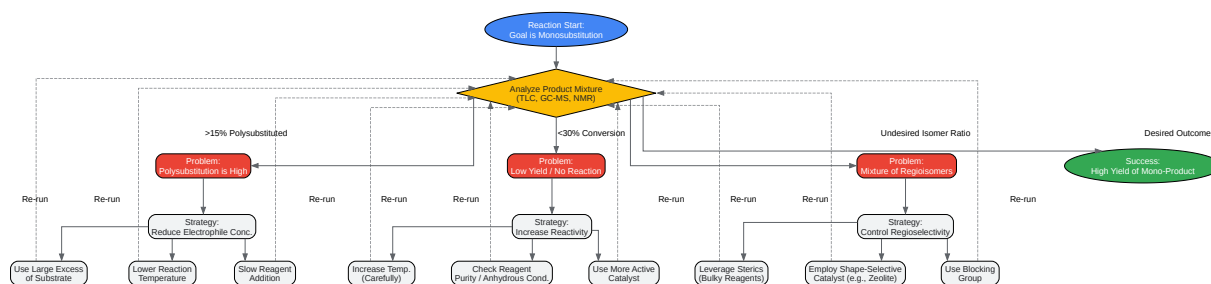 Reaction Start:
Goal is Monosubstitution
Analyze Product Mixture
(TLC, GC-MS, NMR)
>15% Polysubstituted
<30% Conversion
Undesired Isomer Ratio
Desired Outcome
Problem:
Polysubstitution is High
Problem:
Low Yield / No Reaction
Problem:
Mixture of Regioisomers
Success:
High Yield of Mono-Product
Re-run
Re-run
Re-run
Re-run
Re-run
Re-run
Re-run
Re-run
Re-run
Strategy:
Reduce Electrophile Conc.
Strategy:
Increase Reactivity
Strategy:
Control Regioselectivity
Use Large Excess
of Substrate
Lower Reaction
Temperature
Slow Reagent
Addition
Increase Temp.
(Carefully)
Check Reagent
Purity / Anhydrous Cond.
Use More Active
Catalyst
Leverage Sterics
(Bulky Reagents)
Employ Shape-Selective
Catalyst (e.g., Zeolite)
Use Blocking
Group